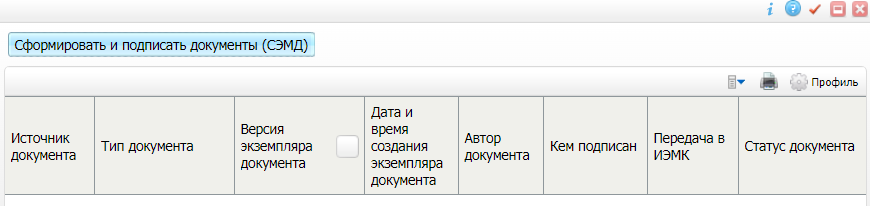 Сформировать и подписать документы (СЭМД)
Профиль
Источник
документа
Тип документа
Версия
экземпляра
документа
Дата и
время
создания
экземпляра
документа
Автор
документа
Кем подписан
Передача в
ИЭМК
Статус документа